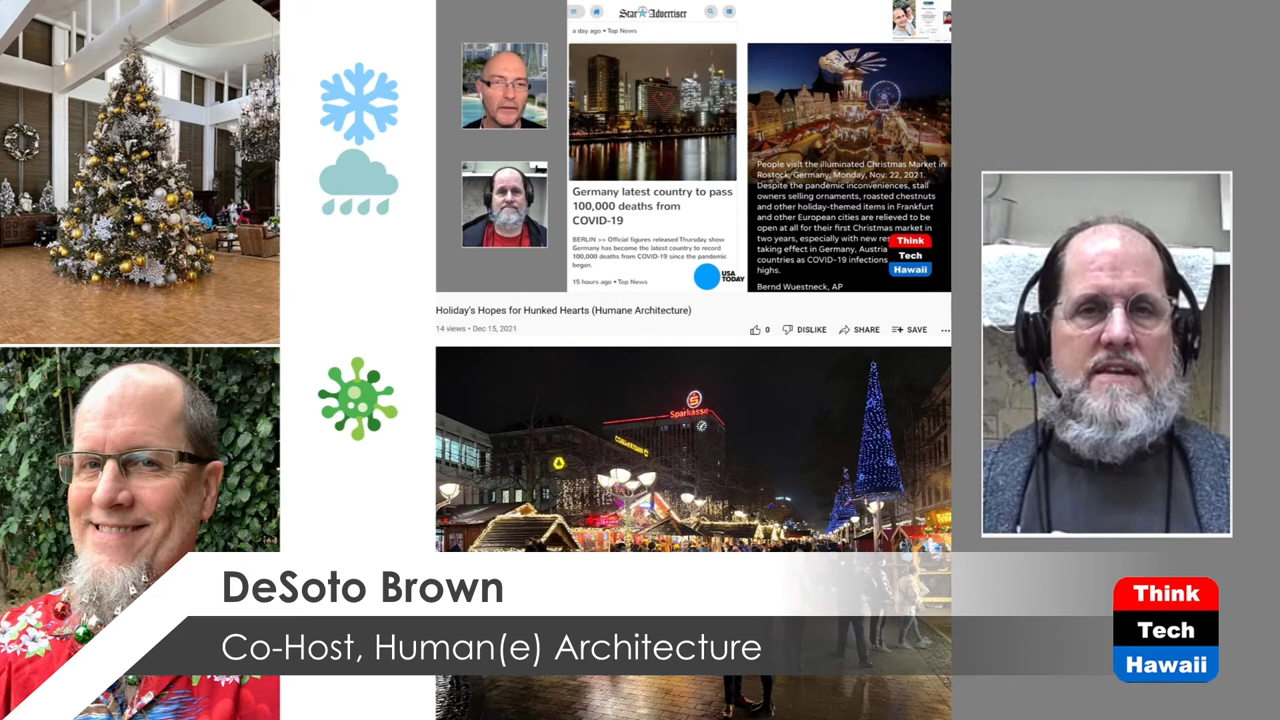 Star Advertiser
a day ago • Top News
Germany latest country to pass
100,000 deaths from
COVID-19
BERLIN >> Official figures released Thursday show
Germany has become the latest country to record
100,000 deaths from COVID-19 since the pandemic
began.
15 hours ago • Top News
USA
TODAY
People visit the illuminated Christmas Market in
Rostock, Germany, Monday, Nov. 22, 2021.
Despite the pandemic inconveniences, stall
owners selling ornaments, roasted chestnuts
and other holiday-themed items in Frankfurt
and other European cities are relieved to be
open at all for their first Christmas market in
two years, especially with new res
taking effect in Germany, Austria
countries as COVID-19 infections
highs.
Bernd Wuestneck, AP
Think
Tech
Hawaii
Holiday's Hopes for Hunked Hearts (Humane Architecture)
14 views • Dec 15, 2021
0 DISLIKE SHARE SAVE ...
Sparkasse
COMMERZBANK
DeSoto Brown
Co-Host, Human(e) Architecture
Think
Tech
Hawaii